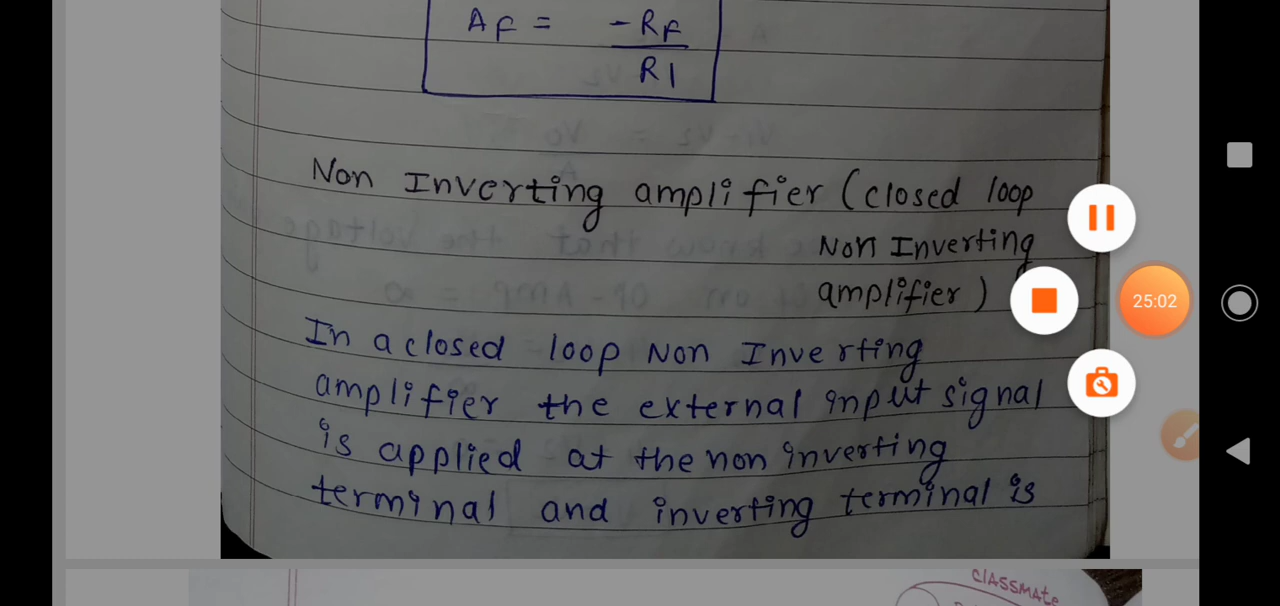 AF = -RF
R1
Non Inverting amplifier (closed loop
Non Inverting
amplifier)
25:02
In a closed loop Non Inverting
amplifier the external input signal
is applied at the non inverting
terminal and inverting terminal is
CLASSMATE